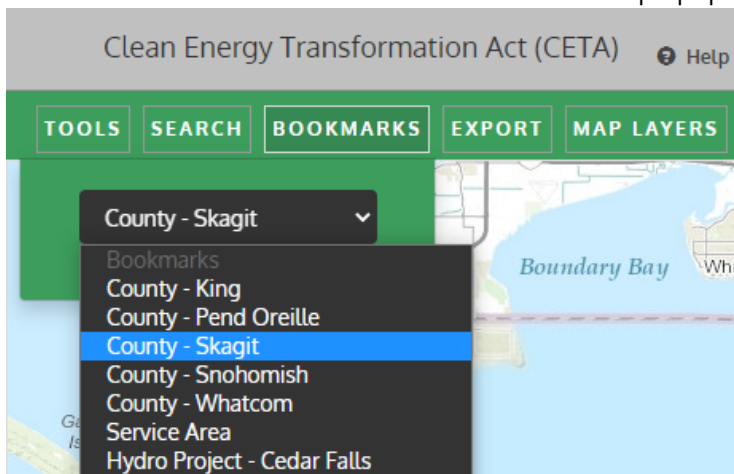 Clean Energy Transformation Act (CETA)
Help
TOOLS SEARCH BOOKMARKS EXPORT MAP LAYERS
County - Skagit
Bookmarks
County - King
County - Pend Oreille
County - Skagit
County - Snohomish
County - Whatcom
Service Area
Hydro Project - Cedar Falls
Boundary Bay